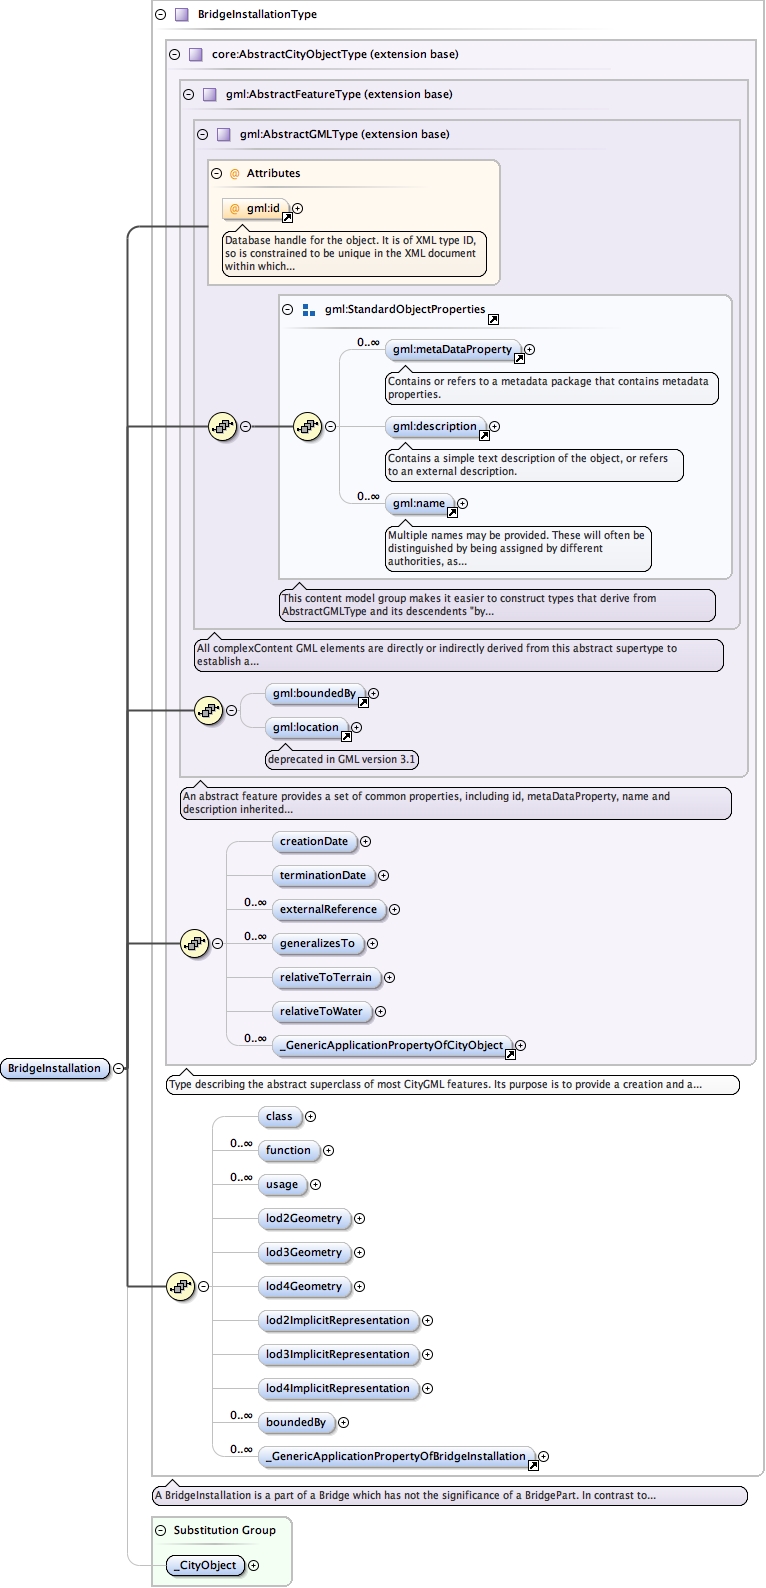 BridgeInstallationType
core:AbstractCityObjectType (extension base)
gml:AbstractFeatureType (extension base)
gml:AbstractGMLType (extension base)
@ Attributes
@ gml:id
Database handle for the object. It is of XML type ID,
so is constrained to be unique in the XML document
within which...
gml:StandardObjectProperties
0..∞
gml:metaDataProperty
Contains or refers to a metadata package that contains metadata
properties.
gml:description
Contains a simple text description of the object, or refers
to an external description.
0..∞
gml:name
Multiple names may be provided. These will often be
distinguished by being assigned by different
authorities, as...
This content model group makes it easier to construct types that derive from
AbstractGMLType and its descendents "by...
All complexContent GML elements are directly or indirectly derived from this abstract supertype to
establish a...
gml:boundedBy
gml:location
deprecated in GML version 3.1
An abstract feature provides a set of common properties, including id, metaDataProperty, name and
description inherited...
creationDate
terminationDate
0..∞
externalReference
0..∞
generalizesTo
relativeToTerrain
relativeToWater
0..∞
_GenericApplicationPropertyOfCityObject
BridgeInstallation
Type describing the abstract superclass of most CityGML features. Its purpose is to provide a creation and a...
class
0..∞
function
0..∞
usage
lod2Geometry
lod3Geometry
lod4Geometry
lod2ImplicitRepresentation
lod3ImplicitRepresentation
lod4ImplicitRepresentation
0..∞
boundedBy
0..∞
_GenericApplicationPropertyOfBridgeInstallation
A BridgeInstallation is a part of a Bridge which has not the significance of a BridgePart. In contrast to...
Substitution Group
_CityObject